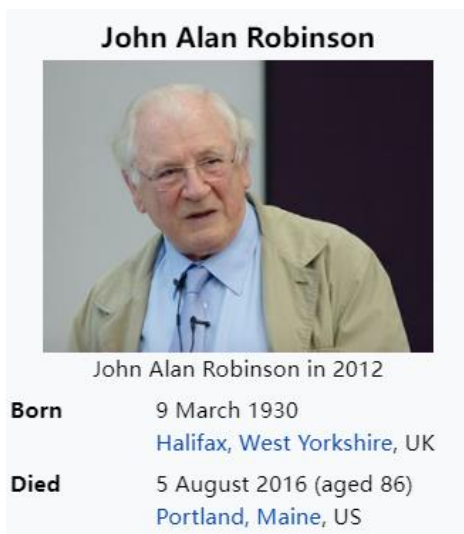 John Alan Robinson
John Alan Robinson in 2012
Born 9 March 1930
Halifax, West Yorkshire, UK
Died 5 August 2016 (aged 86)
Portland, Maine, US